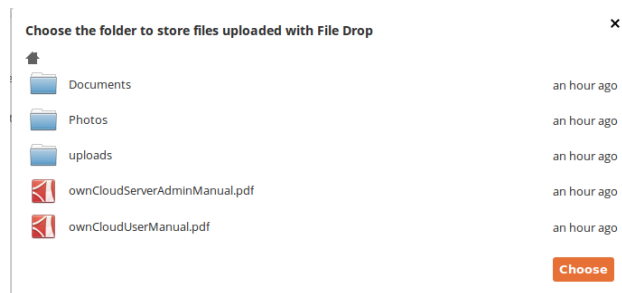 Choose the folder to store files uploaded with File Drop
Documents an hour ago
Photos an hour ago
uploads an hour ago
ownCloudServerAdminManual.pdf an hour ago
ownCloudUserManual.pdf an hour ago
Choose